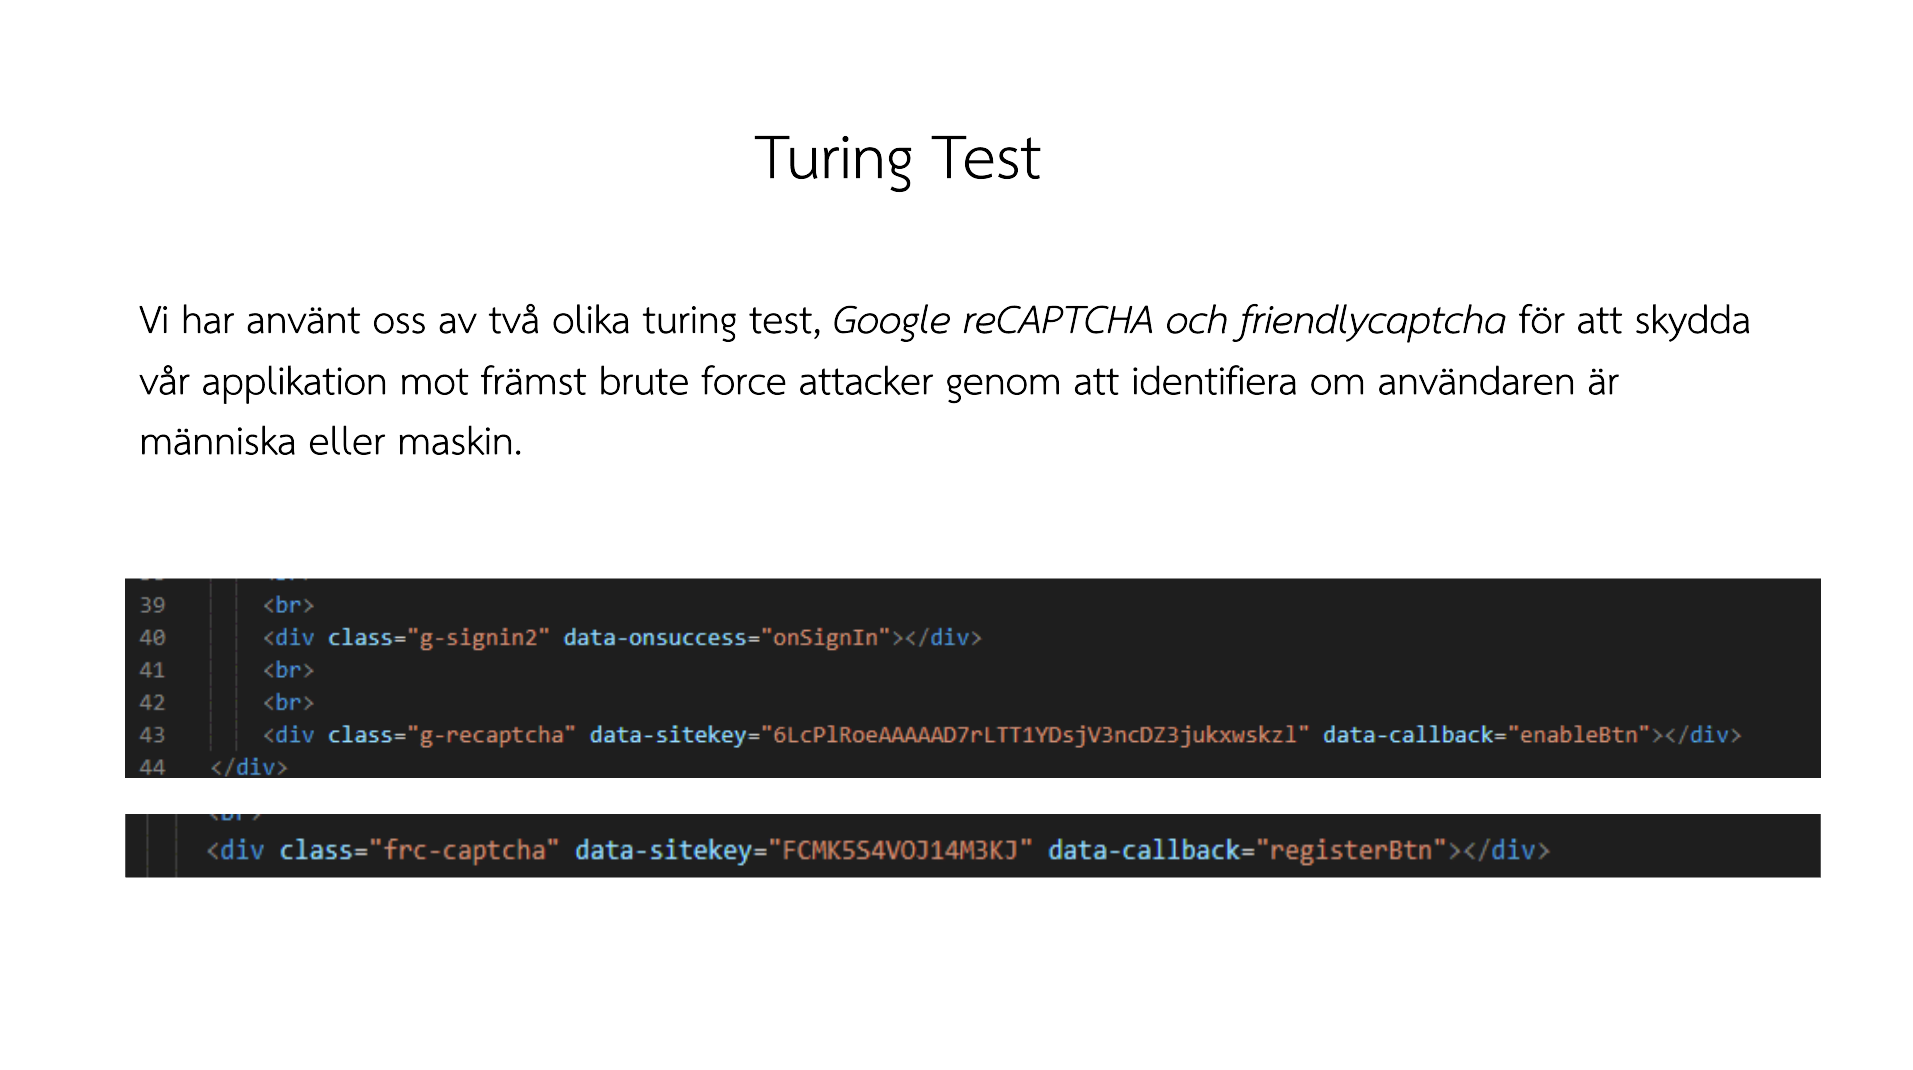 Turing Test
Vi har använt oss av två olika turing test, Google reCAPTCHA och friendlycaptcha för att skydda
vår applikation mot främst brute force attacker genom att identifiera om användaren är
människa eller maskin.
39 <br>
40 <div class="g-signin2" data-onsuccess="onSignIn"></div>
41 <br>
42 <br>
43 <div class="g-recaptcha" data-sitekey="6LcPlRoeAAAAAD7rLTT1YDsjV3ncDZ3jukxwskzl" data-callback="enableBtn"></div>
44 </div>
<div class="frc-captcha" data-sitekey="FCMK5S4VOJ14M3KJ" data-callback="registerBtn"></div>